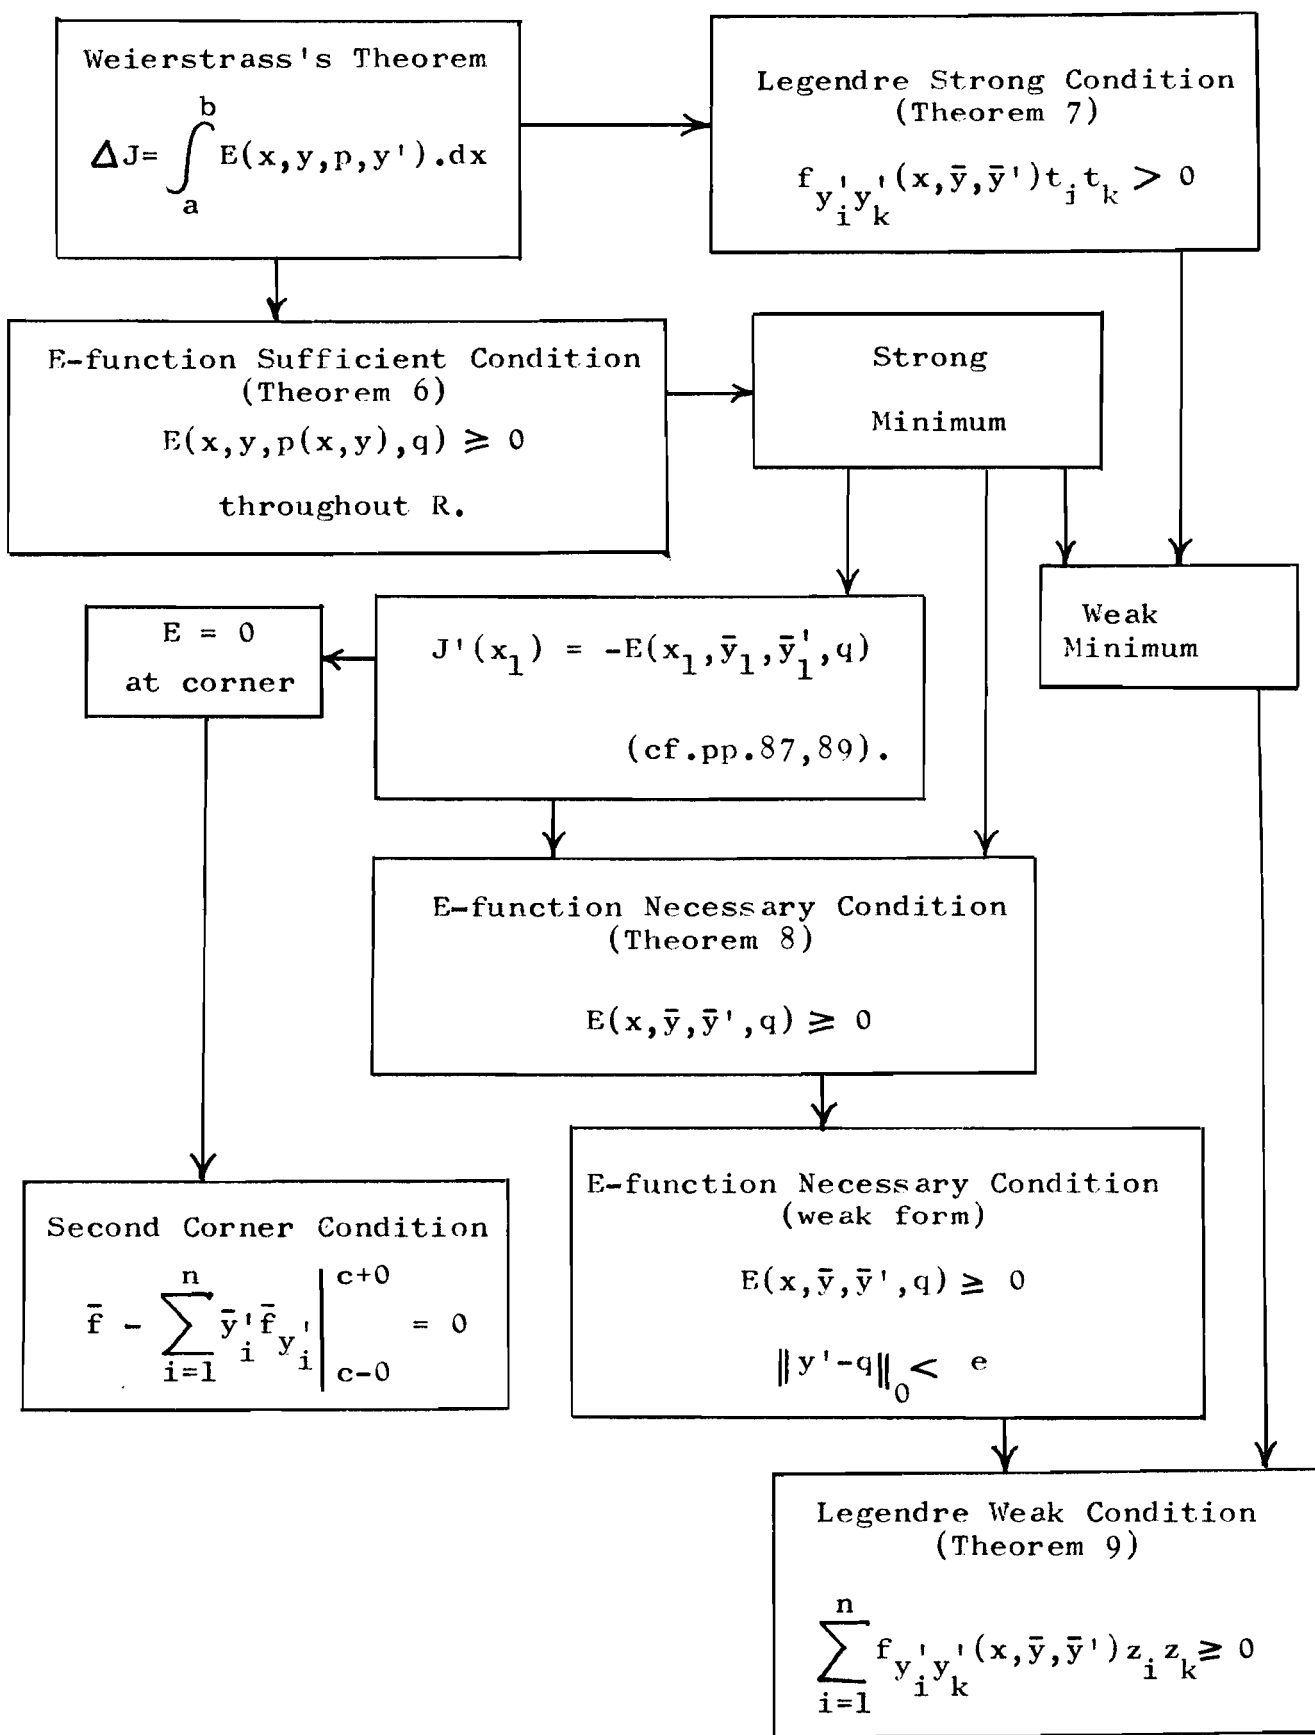 Weierstrass's Theorem
ΔJ= ∫_a^b E(x,y,p,y').dx
Legendre Strong Condition
(Theorem 7)
f_{y'_i y'_k}(x,ȳ,ȳ')t_j t_k > 0
E-function Sufficient Condition
(Theorem 6)
E(x,y,p(x,y),q) ≥ 0
throughout R.
Strong
Minimum
Weak
Minimum
E = 0
at corner
J'(x_1) = -E(x_1,ȳ_1,ȳ'_1,q)
(cf.pp.87,89).
E-function Necessary Condition
(Theorem 8)
E(x,ȳ,ȳ',q) ≥ 0
E-function Necessary Condition
(weak form)
E(x,ȳ,ȳ',q) ≥ 0
‖y'-q‖_0 < e
Second Corner Condition
f̄ - ∑_{i=1}^n ȳ'_i f̄_{y'_i} |_{c-0}^{c+0} = 0
Legendre Weak Condition
(Theorem 9)
∑_{i=1}^n f_{y'_i y'_k}(x,ȳ,ȳ')z_i z_k ≥ 0